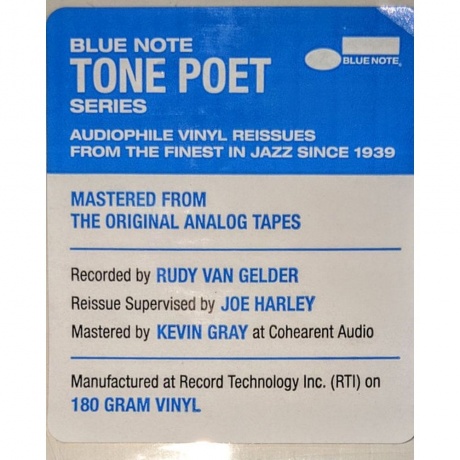 BLUE NOTE
TONE POET
SERIES
BLUE NOTE®
AUDIOPHILE VINYL REISSUES
FROM THE FINEST IN JAZZ SINCE 1939
MASTERED FROM
THE ORIGINAL ANALOG TAPES
Recorded by RUDY VAN GELDER
Reissue Supervised by JOE HARLEY
Mastered by KEVIN GRAY at Cohearent Audio
Manufactured at Record Technology Inc. (RTI) on
180 GRAM VINYL